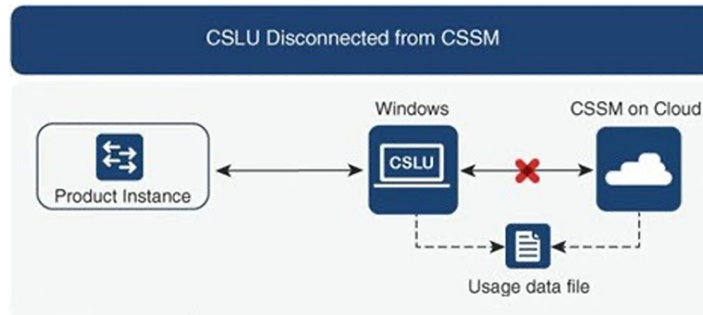 CSLU Disconnected from CSSM
Windows
CSSM on Cloud
CSLU
Product Instance
Usage data file